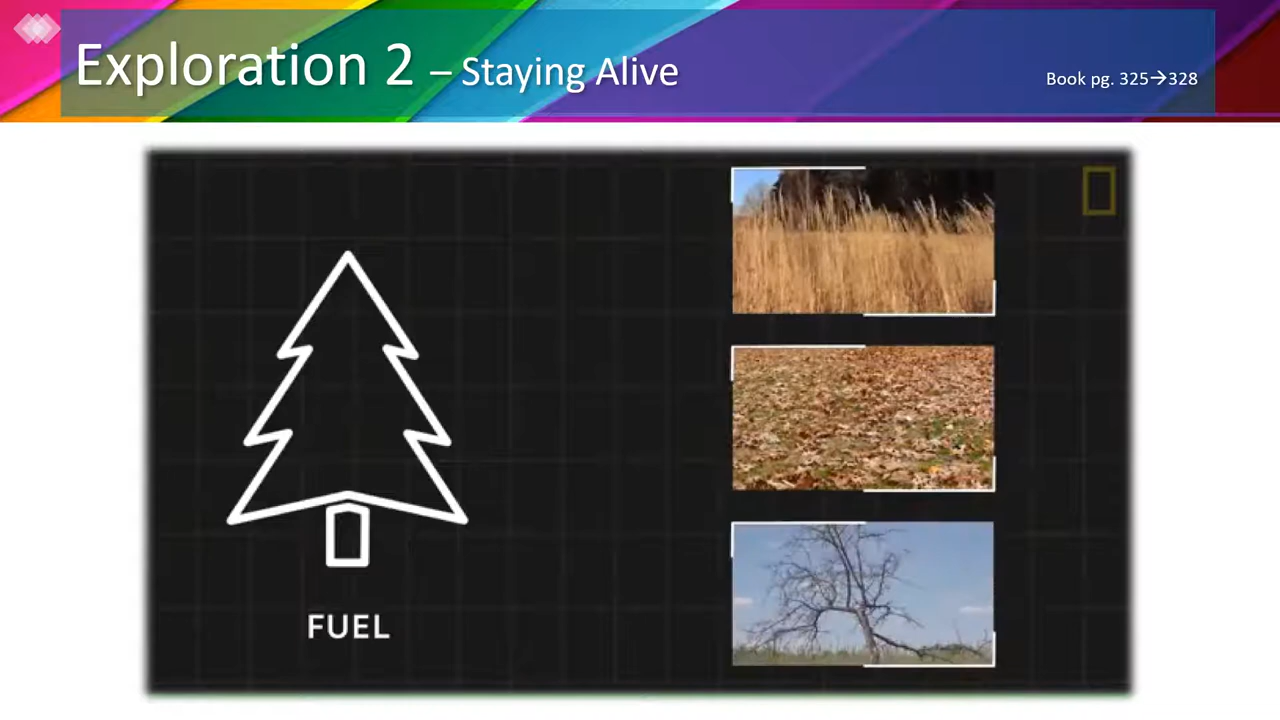 Exploration 2 – Staying Alive
Book pg. 325→328
FUEL